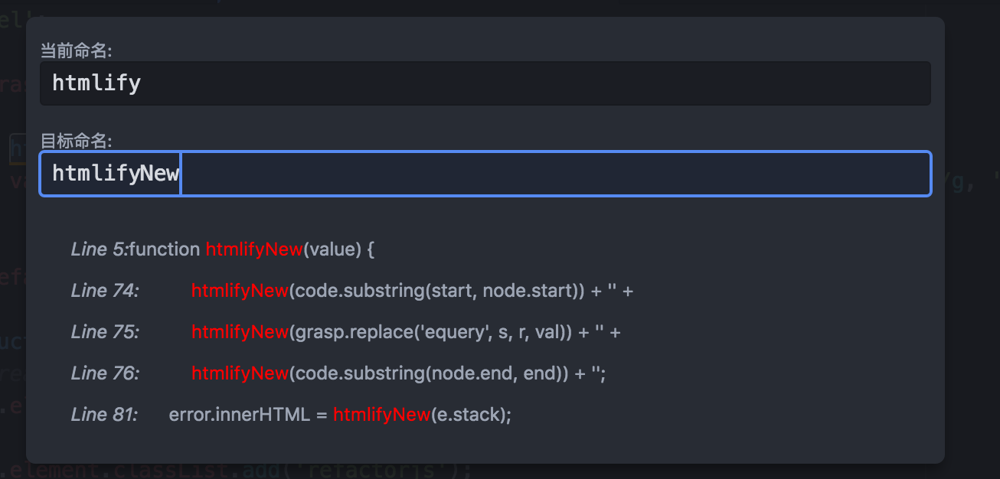 当前命名:
htmlify
目标命名:
htmlifyNew
Line 5:function htmlifyNew(value) {
Line 74: htmlifyNew(code.substring(start, node.start)) + '' +
Line 75: htmlifyNew(grasp.replace('equery', s, r, val)) + '' +
Line 76: htmlifyNew(code.substring(node.end, end)) + '';
Line 81: error.innerHTML = htmlifyNew(e.stack);
.element.classList.add('refactorjs');